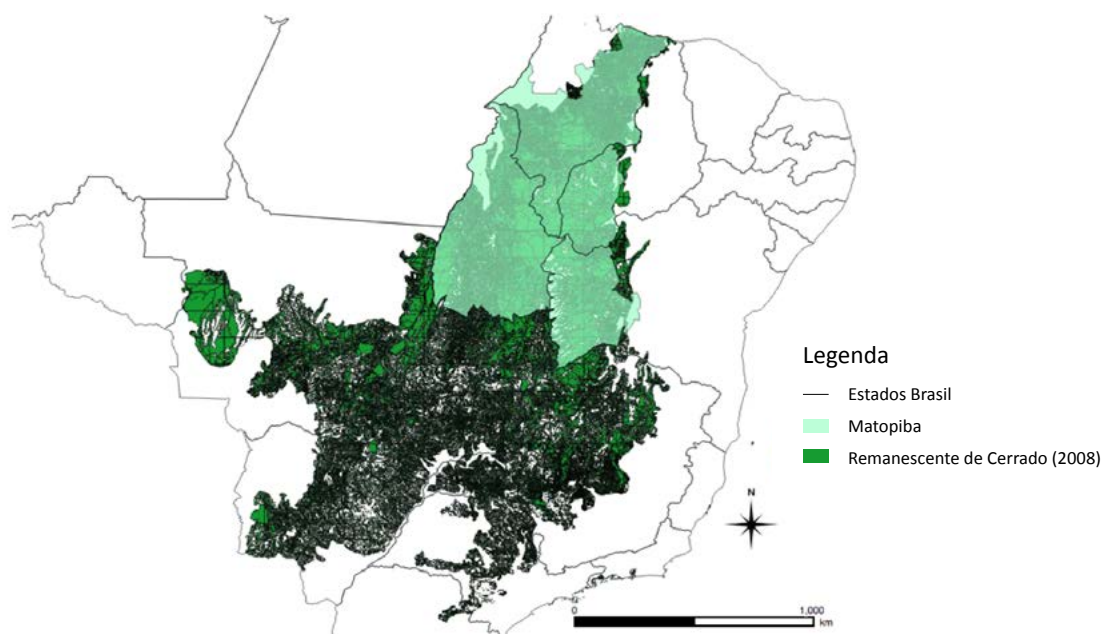 Legenda
Estados Brasil
Matopiba
Remanescente de Cerrado (2008)
N
0 1,000
km